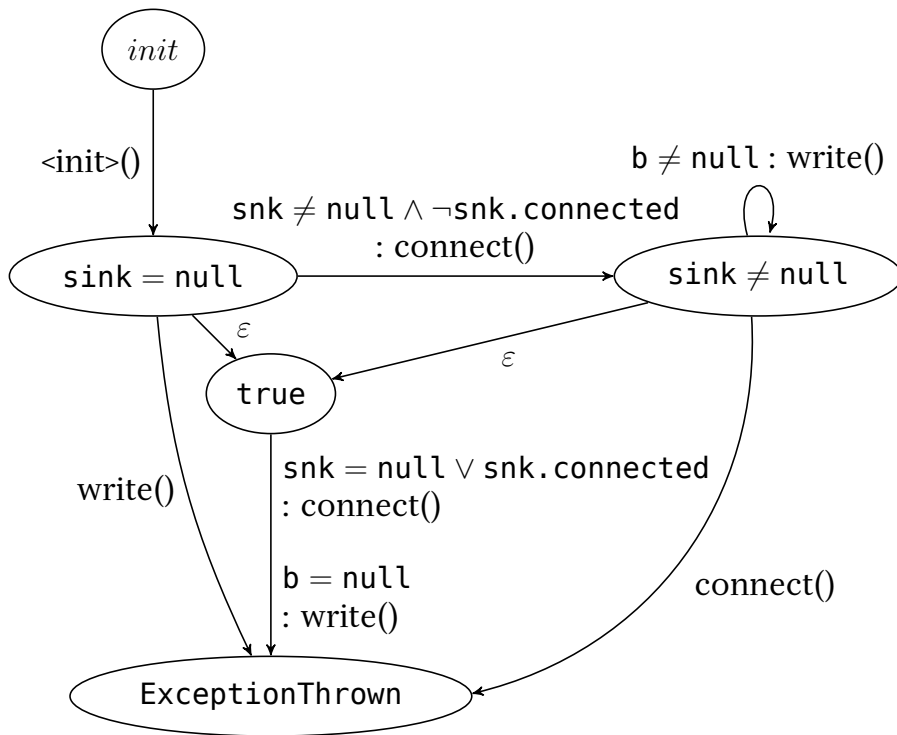 init
<init>()
b ≠ null : write()
snk ≠ null ∧ ¬snk.connected
: connect()
sink = null
sink ≠ null
ε
ε
true
snk = null ∨ snk.connected
: connect()
write()
b = null
: write()
connect()
ExceptionThrown